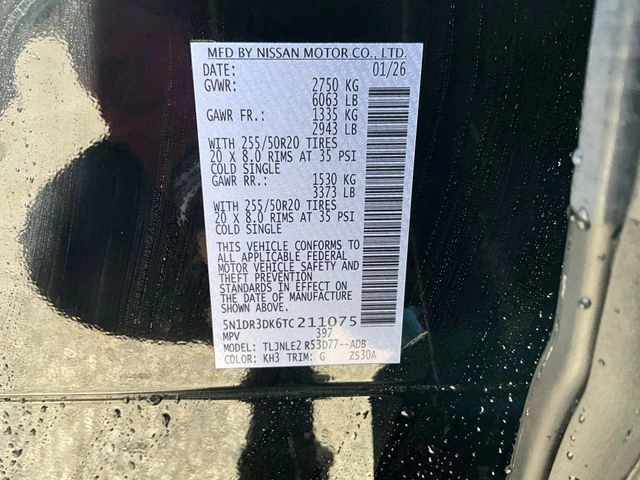 MFD BY NISSAN MOTOR CO., LTD.
DATE: 01/26
GVWR: 2750 KG
6063 LB
GAWR FR.: 1335 KG
2943 LB
WITH 255/50R20 TIRES
20 X 8.0 RIMS AT 35 PSI
COLD SINGLE
GAWR RR.: 1530 KG
3373 LB
WITH 255/50R20 TIRES
20 X 8.0 RIMS AT 35 PSI
COLD SINGLE
THIS VEHICLE CONFORMS TO
ALL APPLICABLE FEDERAL
MOTOR VEHICLE SAFETY AND
THEFT PREVENTION
STANDARDS IN EFFECT ON
THE DATE OF MANUFACTURE
SHOWN ABOVE.
5N1DR3DK6TC211075
MPV 397
MODEL: TLJNLE2 R53D77--ADB
COLOR: KH3 TRIM: G ZS30A